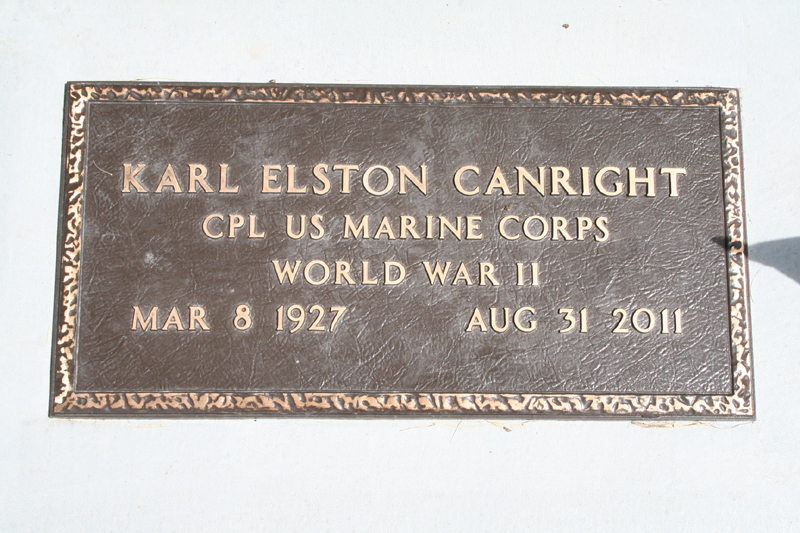 KARL ELSTON CANRIGHT
CPL US MARINE CORPS
WORLD WAR II
MAR 8 1927 AUG 31 2011